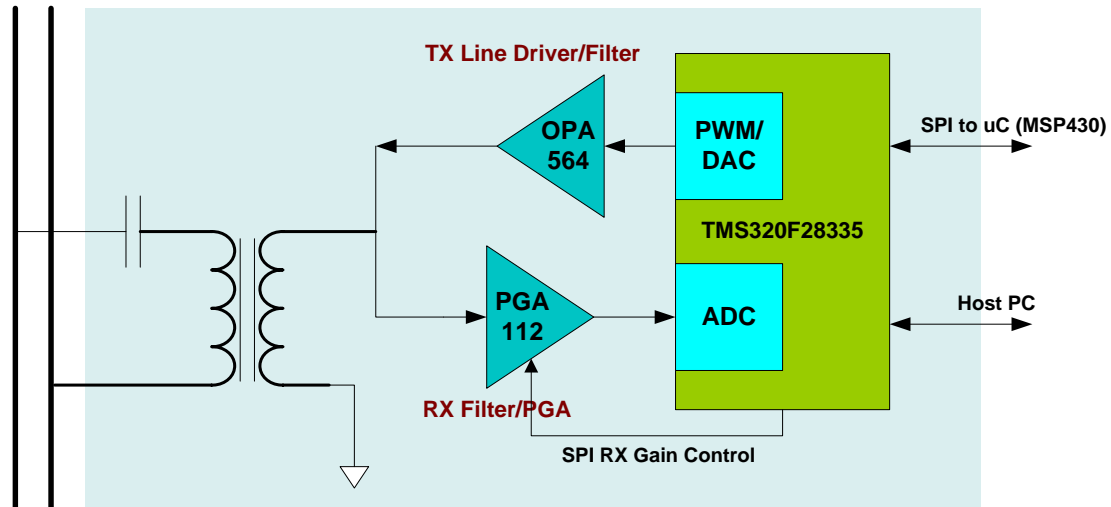 TX Line Driver/Filter
OPA
564
PWM/
DAC
SPI to uC (MSP430)
TMS320F28335
PGA
112
ADC
Host PC
RX Filter/PGA
SPI RX Gain Control